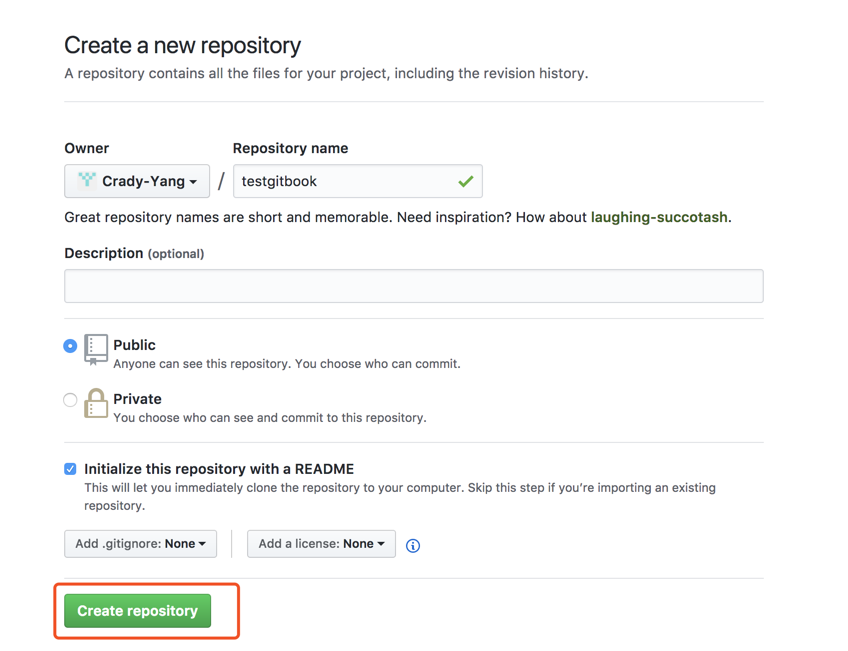 Create a new repository
A repository contains all the files for your project, including the revision history.
Owner
Repository name
Crady-Yang
/
testgitbook
Great repository names are short and memorable. Need inspiration? How about laughing-succotash.
Description (optional)
Public
Anyone can see this repository. You choose who can commit.
Private
You choose who can see and commit to this repository.
Initialize this repository with a README
This will let you immediately clone the repository to your computer. Skip this step if you’re importing an existing
repository.
Add .gitignore: None
Add a license: None
Create repository